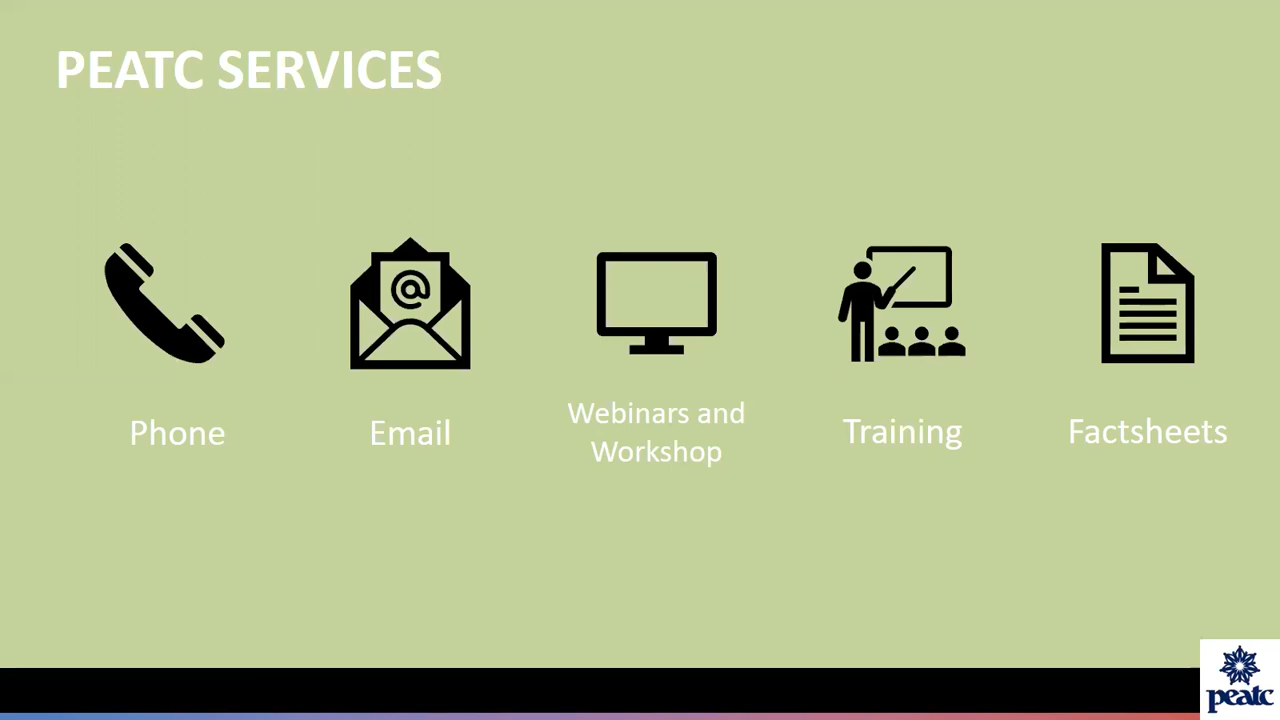 PEATC SERVICES
Phone
Email
Webinars and
Workshop
Training
Factsheets
peatc